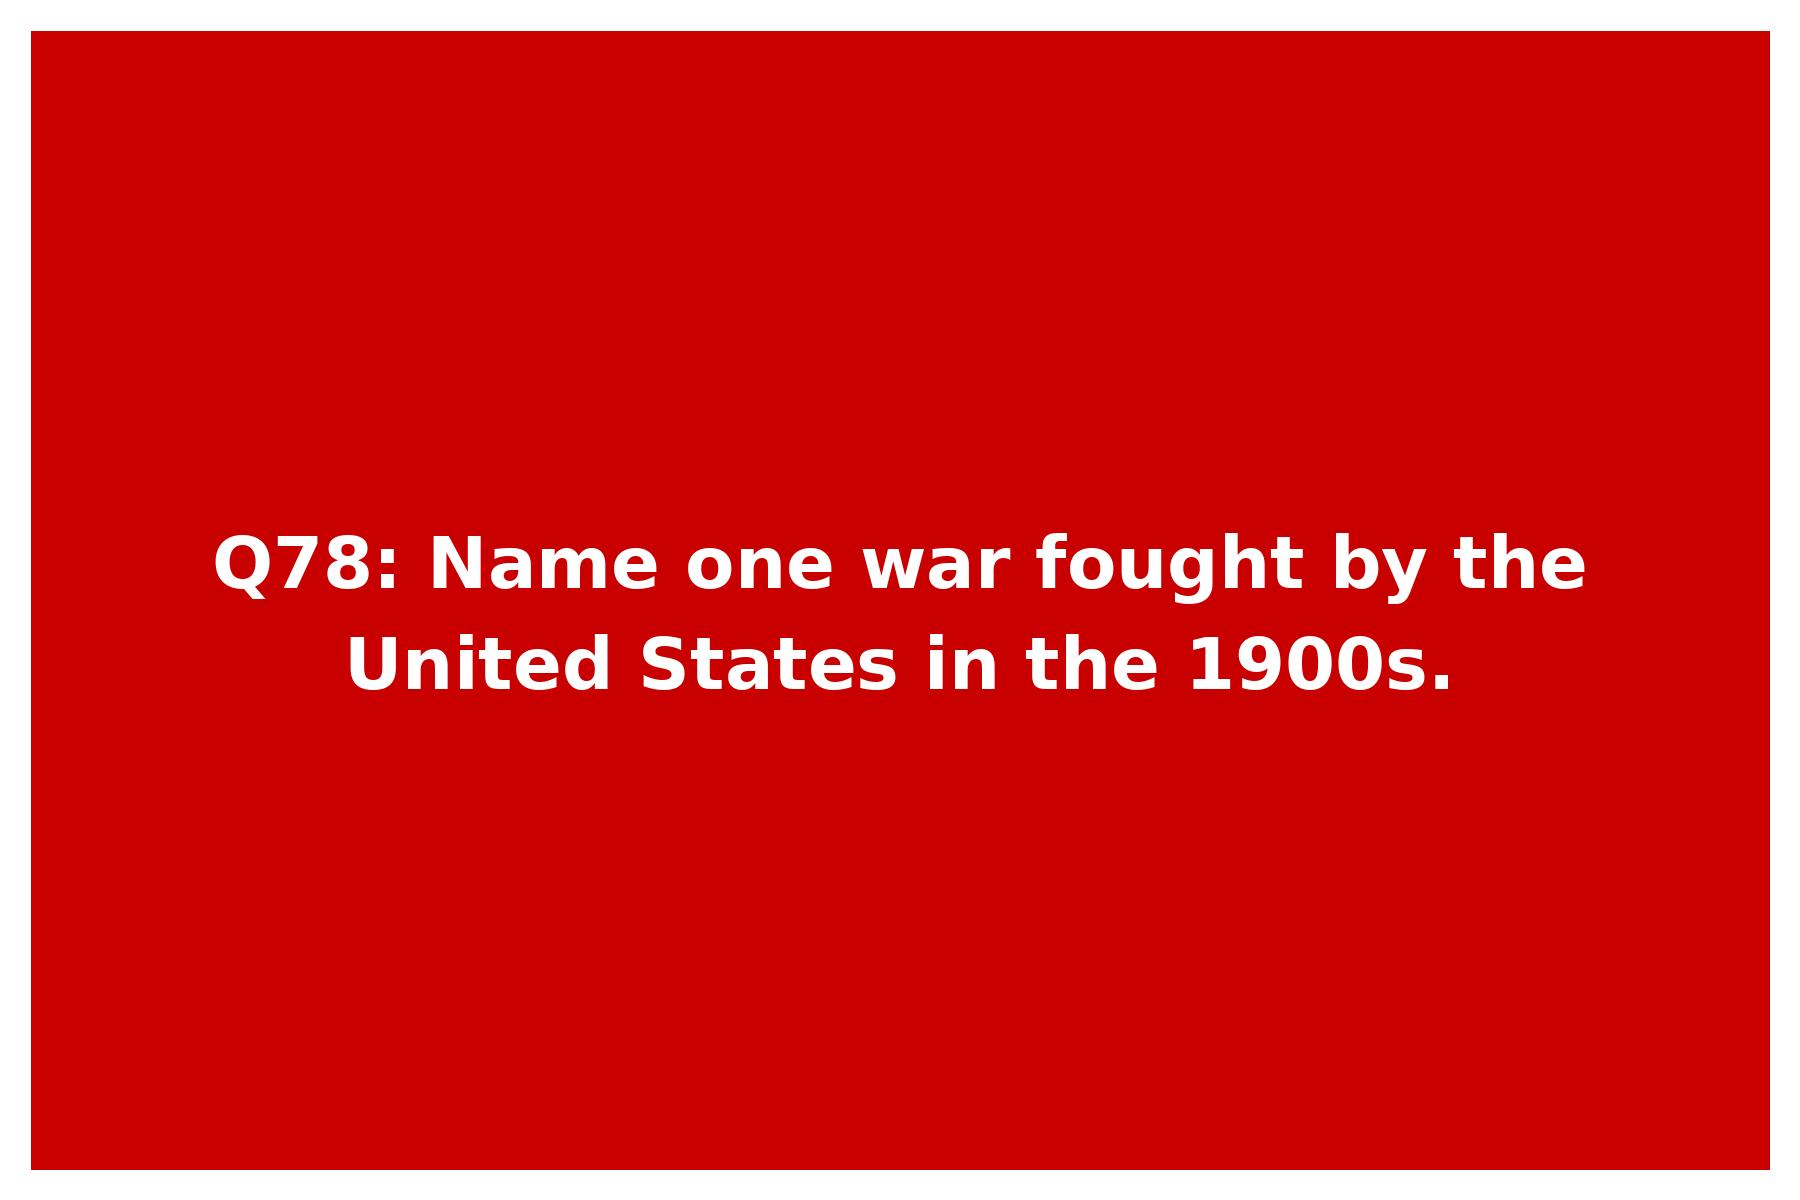 Q78: Name one war fought by the
United States in the 1900s.